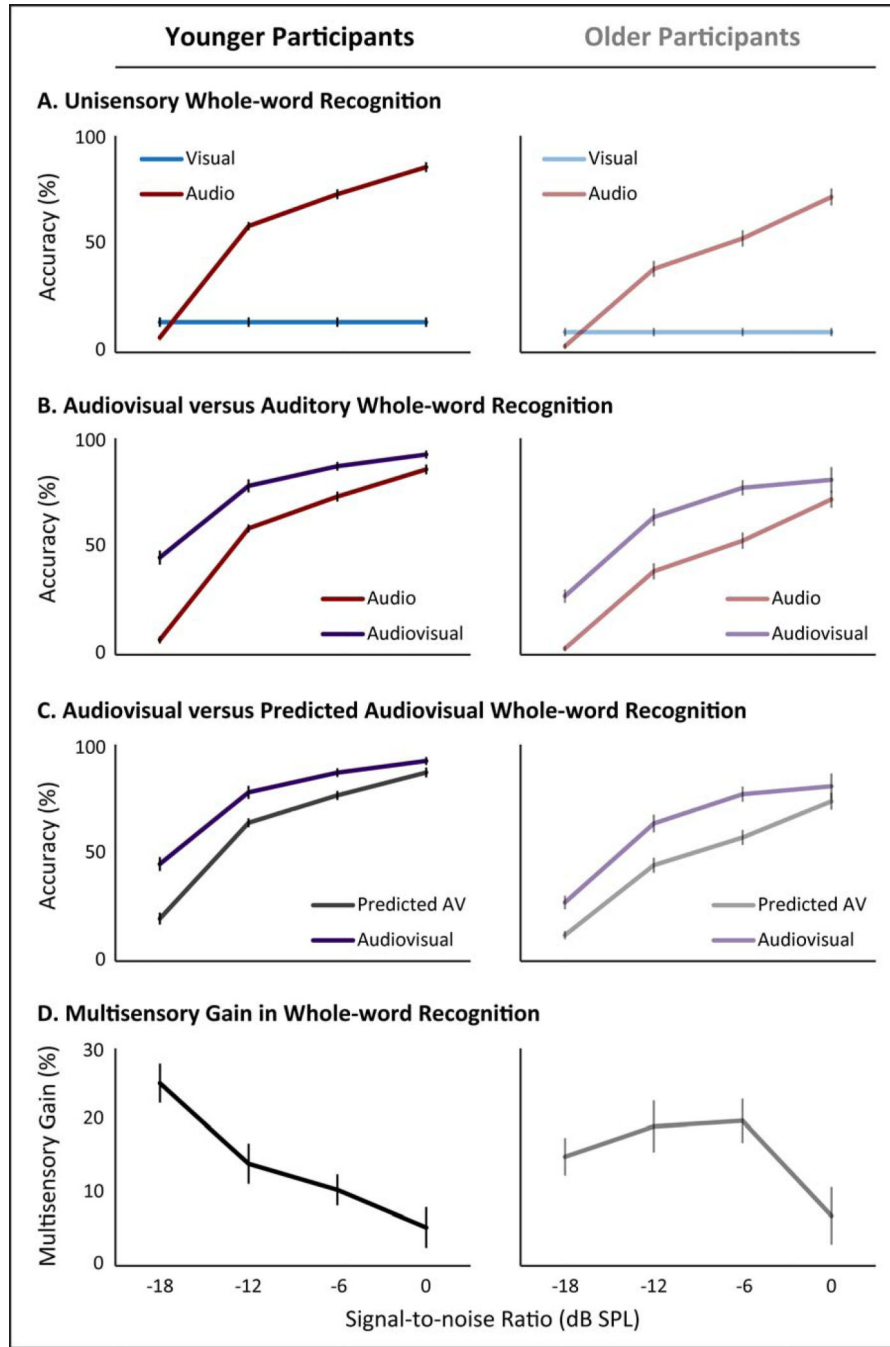 Younger Participants
Older Participants
A. Unisensory Whole-word Recognition
Accuracy (%)
100
50
0
Visual
Audio
Visual
Audio
B. Audiovisual versus Auditory Whole-word Recognition
Accuracy (%)
100
50
0
Audio
Audiovisual
Audio
Audiovisual
C. Audiovisual versus Predicted Audiovisual Whole-word Recognition
Accuracy (%)
100
50
0
Predicted AV
Audiovisual
Predicted AV
Audiovisual
D. Multisensory Gain in Whole-word Recognition
Multisensory Gain (%)
30
20
10
0
-18 -12 -6 0
-18 -12 -6 0
Signal-to-noise Ratio (dB SPL)